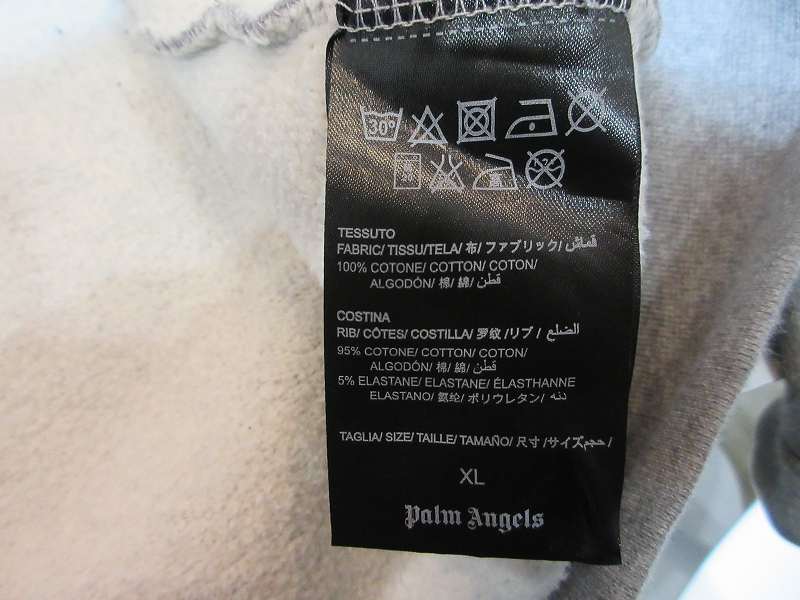 30°
TESSUTO
FABRIC/ TISSU/TELA/ 布/ ファブリック/ قماش
100% COTONE/ COTTON/ COTON/
ALGODÓN/ 棉/ 綿/ قطن
COSTINA
RIB/ CÔTES/ COSTILLA/ 罗纹 /リブ / الضلع
95% COTONE/ COTTON/ COTON/
ALGODÓN/ 棉/ 綿/ قطن
5% ELASTANE/ ELASTANE/ ÉLASTHANNE
ELASTANO/ 氨纶/ ポリウレタン/
TAGLIA/ SIZE/ TAILLE/ TAMAÑO/ 尺寸 /サイズ/ حجم
XL
Palm Angels